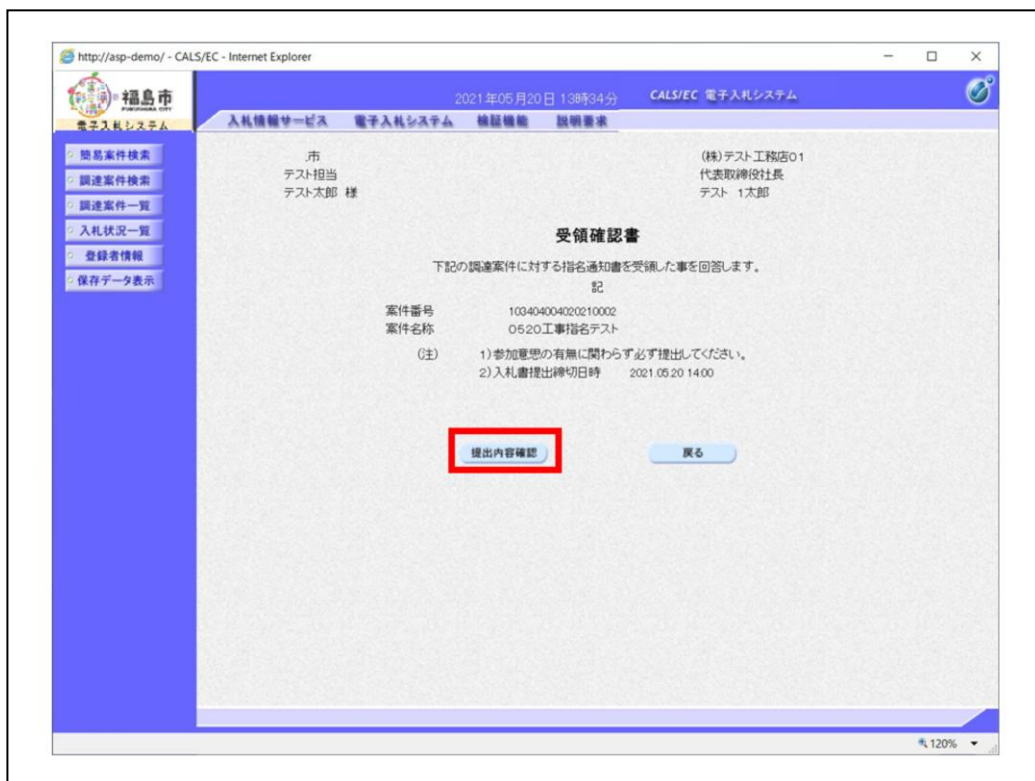 http://asp-demo/ - CALS/EC - Internet Explorer
福島市
FUKUSHIMA CITY
電子入札システム
2021年05月20日 13時34分
CALS/EC 電子入札システム
入札情報サービス 電子入札システム 検証機能 説明要求
簡易案件検索
調達案件検索
調達案件一覧
入札状況一覧
登録者情報
保存データ表示
.市
テスト担当
テスト太郎 様
(株)テスト工務店01
代表取締役社長
テスト 1太郎
受領確認書
下記の調達案件に対する指名通知書を受領した事を回答します。
記
案件番号 103404004020210002
案件名称 0520工事指名テスト
(注) 1)参加意思の有無に関わらず必ず提出してください。
2)入札書提出締切日時 2021.05.20 14:00
提出内容確認
戻る
120%